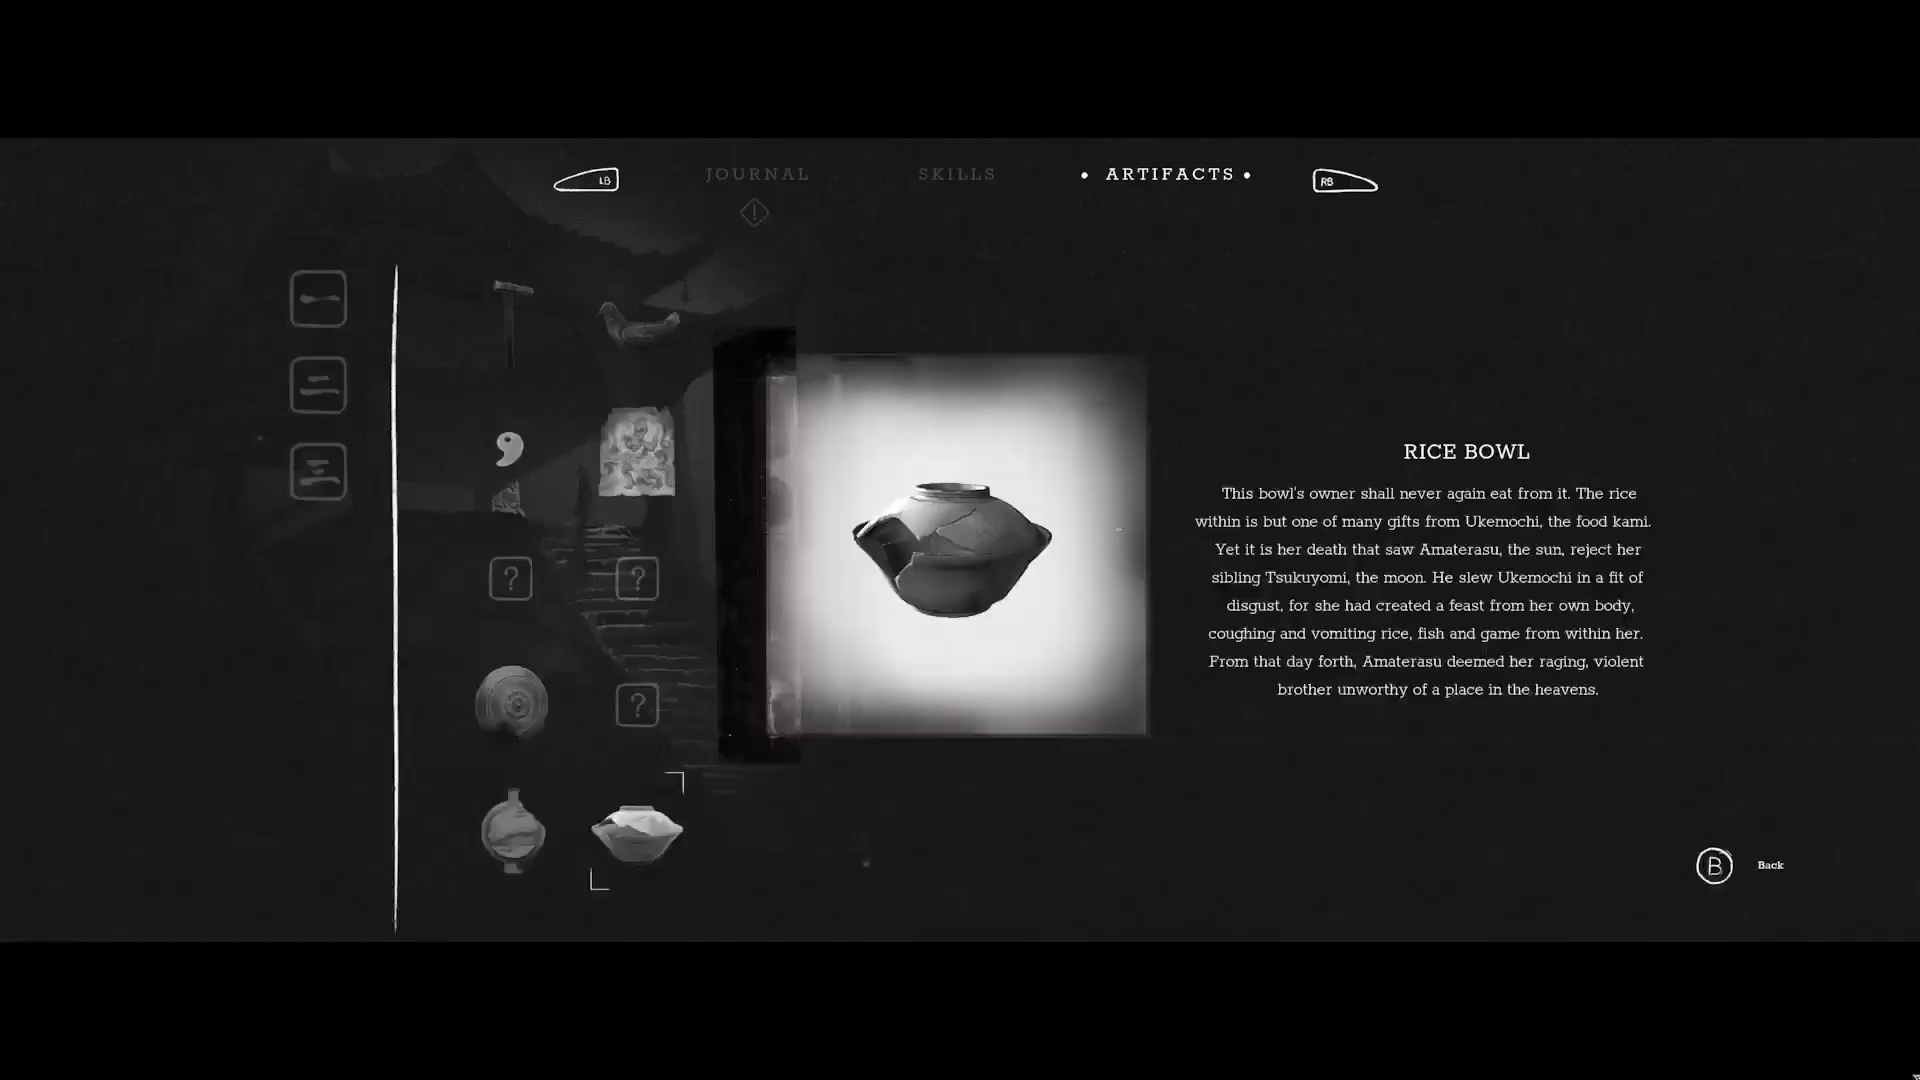 LB
JOURNAL
SKILLS
• ARTIFACTS •
RB
!
一
二
三
? ?
?
RICE BOWL
This bowl's owner shall never again eat from it. The rice
within is but one of many gifts from Ukemochi, the food kami.
Yet it is her death that saw Amaterasu, the sun, reject her
sibling Tsukuyomi, the moon. He slew Ukemochi in a fit of
disgust, for she had created a feast from her own body,
coughing and vomiting rice, fish and game from within her.
From that day forth, Amaterasu deemed her raging, violent
brother unworthy of a place in the heavens.
B Back